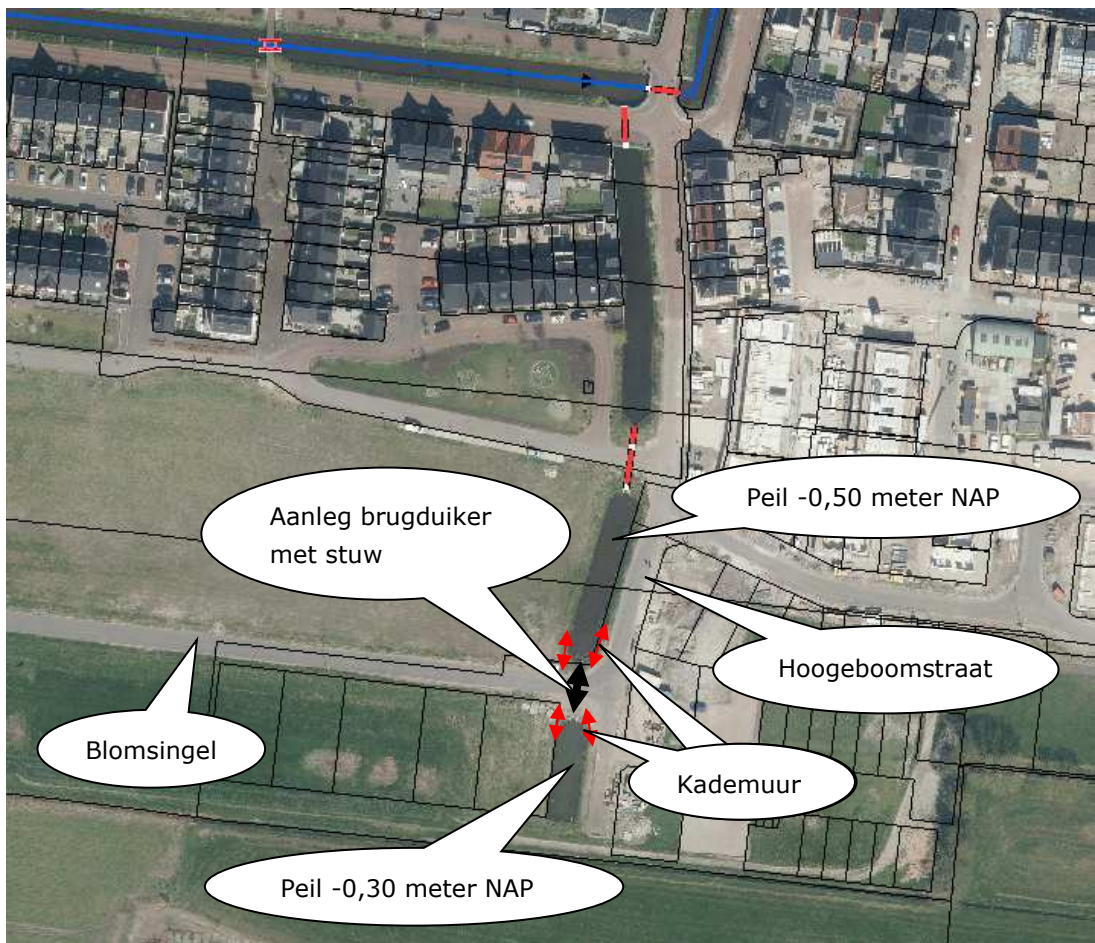 Peil -0,50 meter NAP
Aanleg brugduiker
met stuw
Hoogeboomstraat
Blomsingel
Kademuur
Peil -0,30 meter NAP